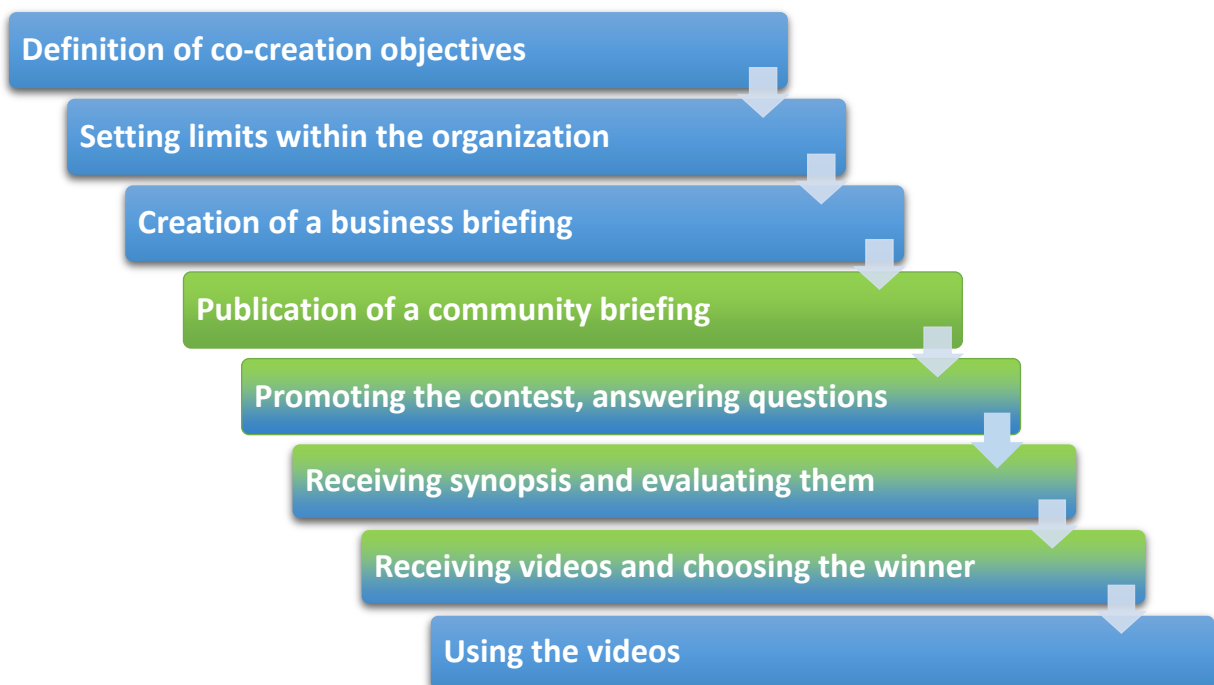 Definition of co-creation objectives
Setting limits within the organization
Creation of a business briefing
Publication of a community briefing
Promoting the contest, answering questions
Receiving synopsis and evaluating them
Receiving videos and choosing the winner
Using the videos